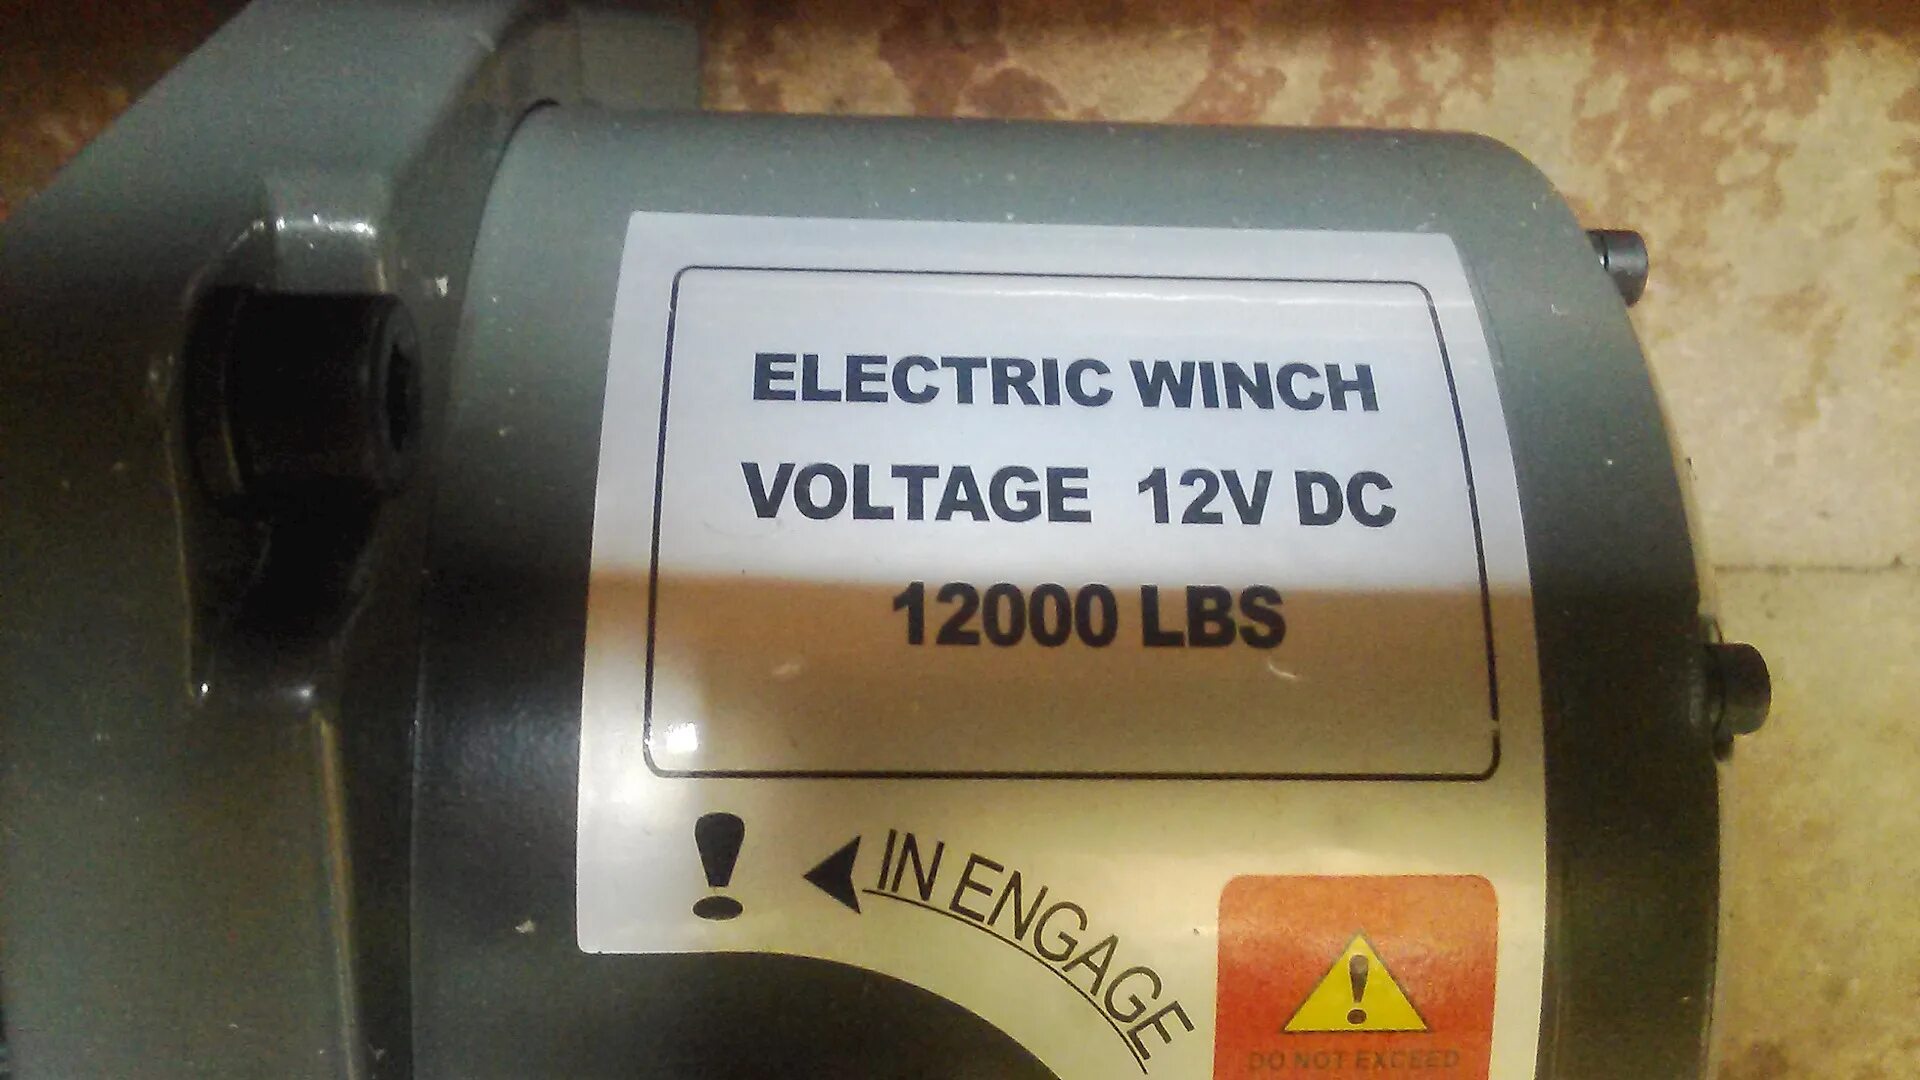 ELECTRIC WINCH
VOLTAGE 12V DC
12000 LBS
IN ENGAGE
DO NOT EXCEED